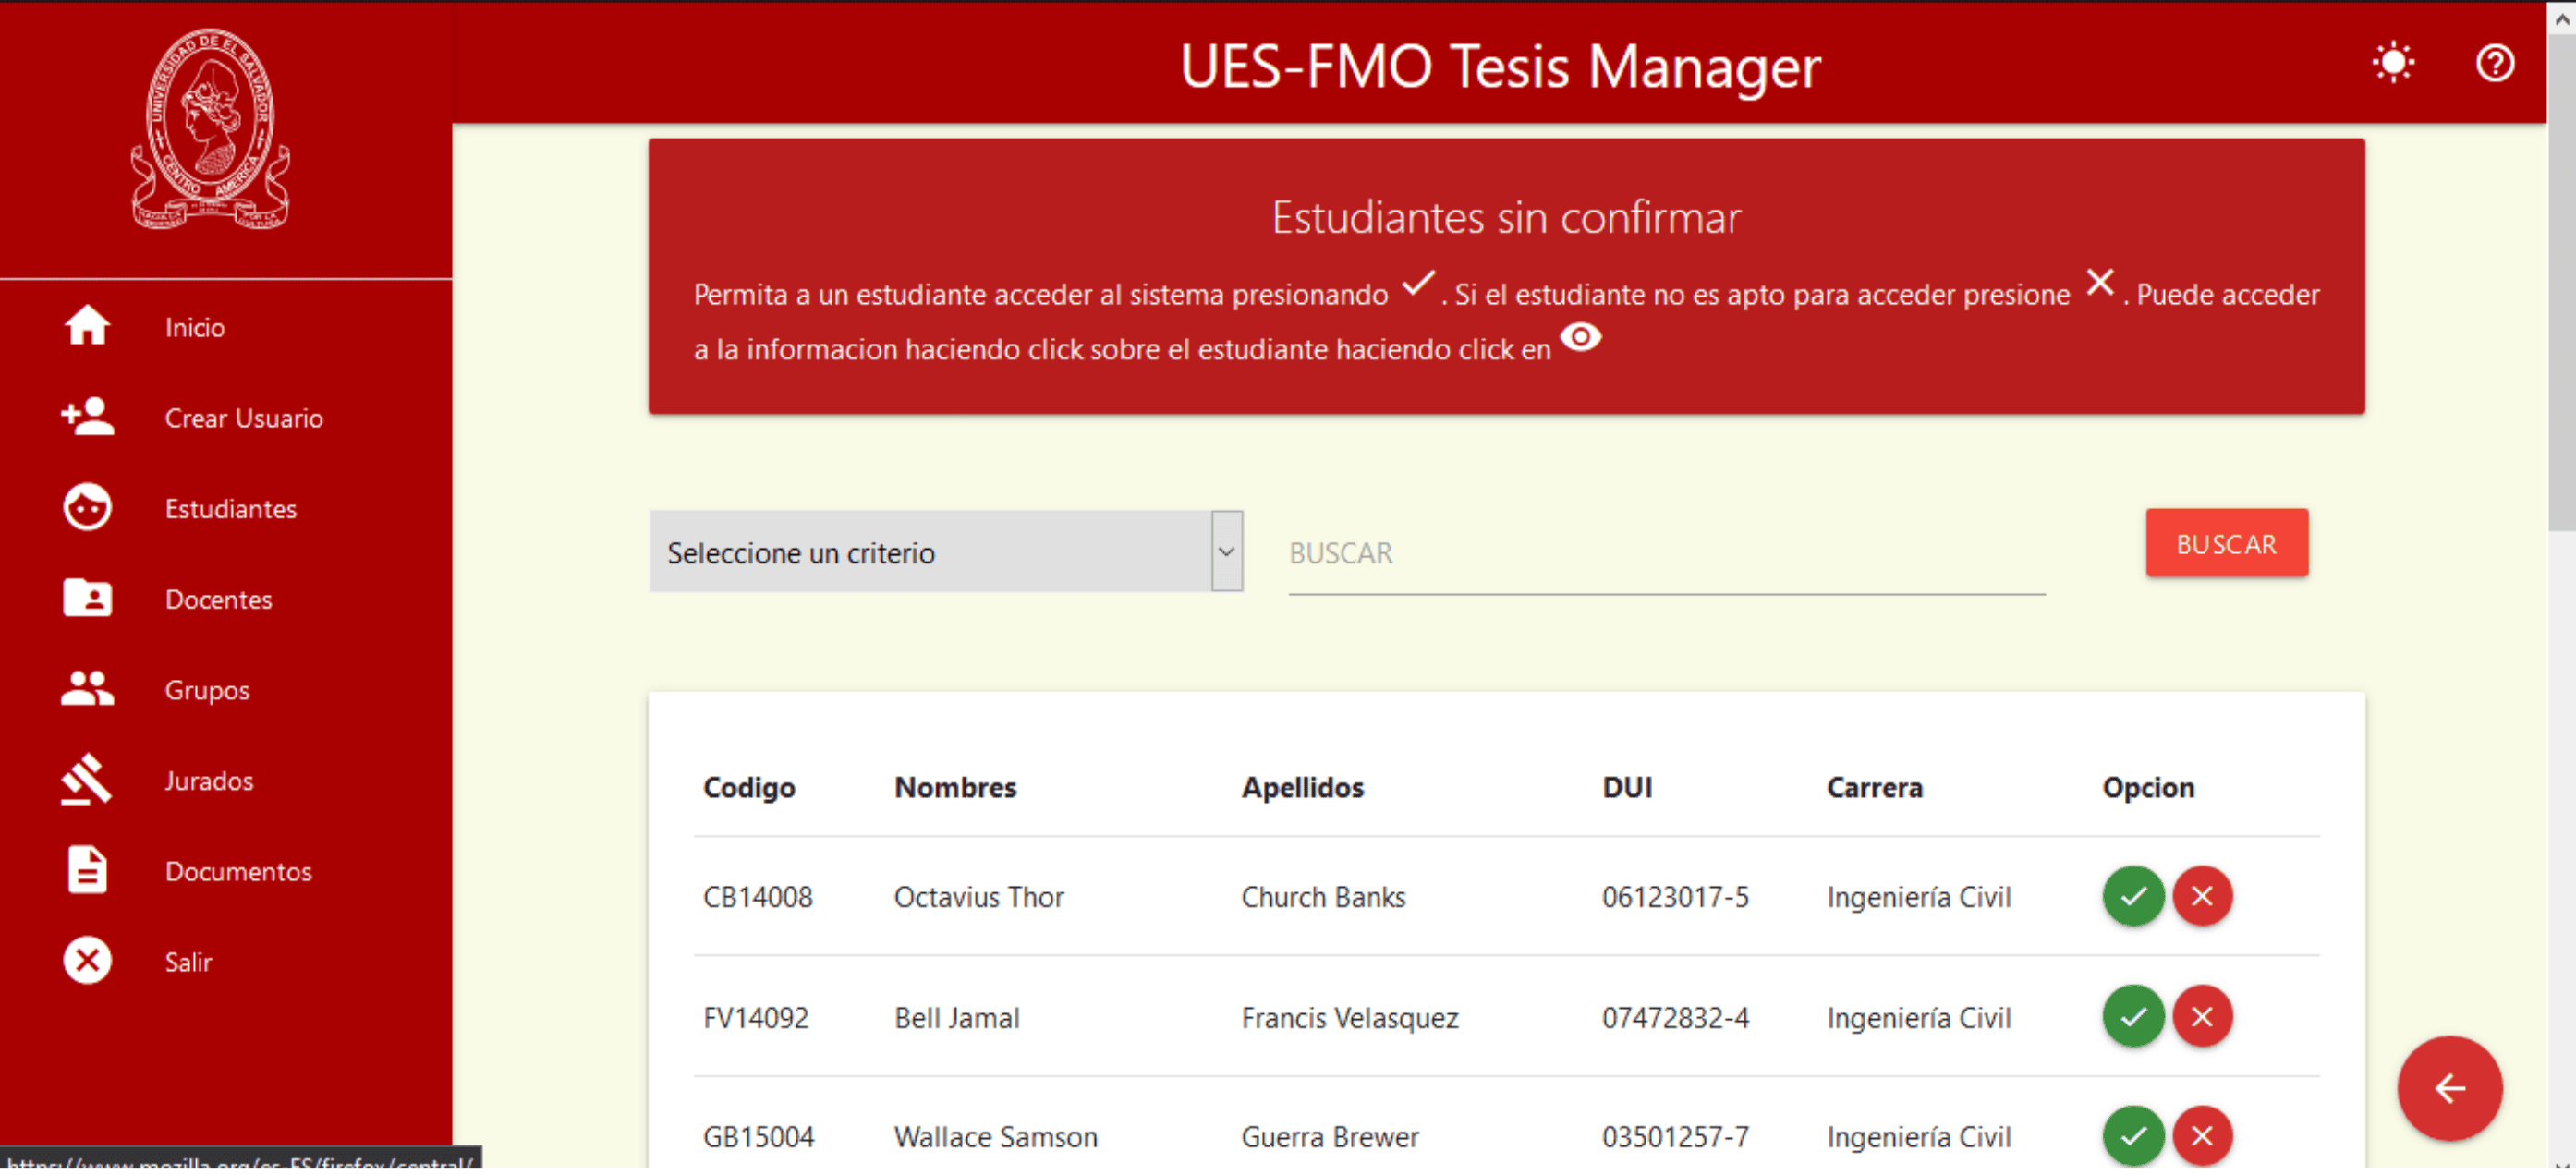 UES-FMO Tesis Manager
UNIVERSIDAD DE EL SALVADOR
CENTRO AMERICA
Inicio
Crear Usuario
Estudiantes
Docentes
Grupos
Jurados
Documentos
Salir
Estudiantes sin confirmar
Permita a un estudiante acceder al sistema presionando . Si el estudiante no es apto para acceder presione . Puede acceder
a la informacion haciendo click sobre el estudiante haciendo click en
Seleccione un criterio BUSCAR BUSCAR
Codigo Nombres Apellidos DUI Carrera Opcion
CB14008 Octavius Thor Church Banks 06123017-5 Ingeniería Civil
FV14092 Bell Jamal Francis Velasquez 07472832-4 Ingeniería Civil
GB15004 Wallace Samson Guerra Brewer 03501257-7 Ingeniería Civil
https://www.mozilla.org/es-ES/firefox/central/